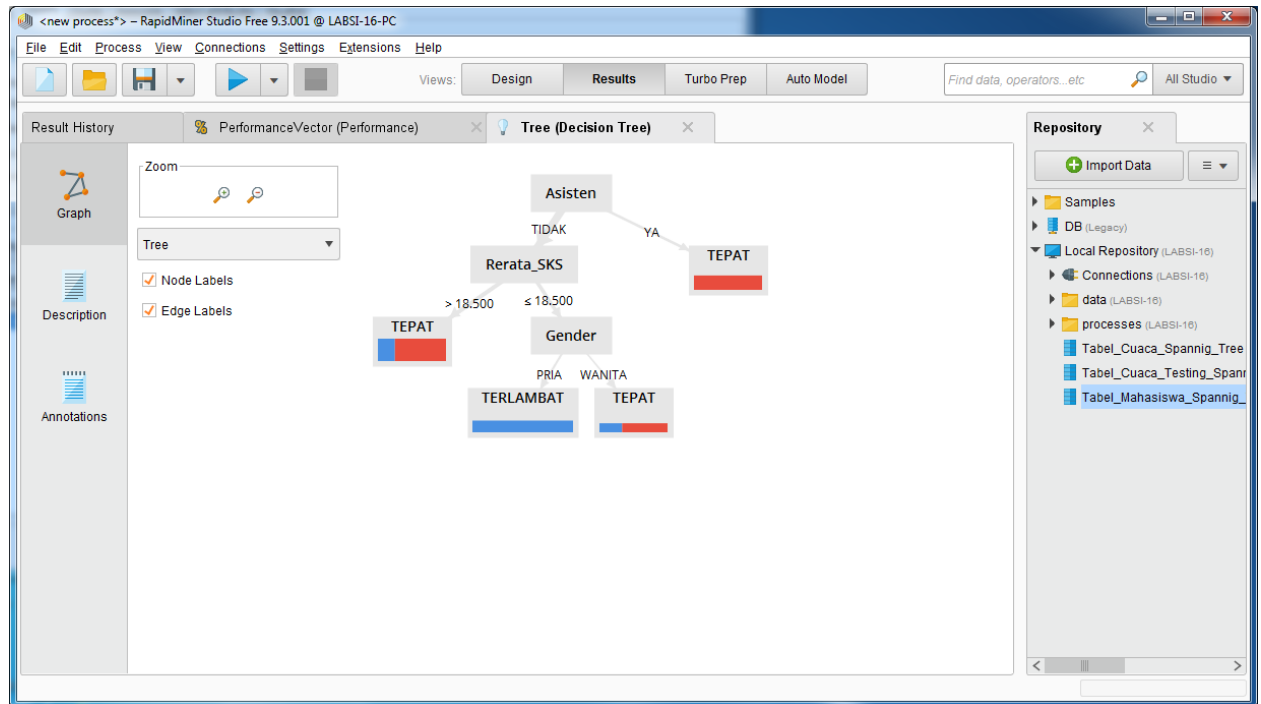 <new process*> – RapidMiner Studio Free 9.3.001 @ LABSI-16-PC
File Edit Process View Connections Settings Extensions Help
Views: Design Results Turbo Prep Auto Model
Find data, operators...etc
All Studio
Result History
PerformanceVector (Performance)
Tree (Decision Tree)
Repository
Graph
Description
Annotations
Zoom
Tree
Node Labels
Edge Labels
Asisten
TIDAK
YA
Rerata_SKS
TEPAT
> 18.500
≤ 18.500
TEPAT
Gender
PRIA
WANITA
TERLAMBAT
TEPAT
Import Data
Samples
DB (Legacy)
Local Repository (LABSI-16)
Connections (LABSI-16)
data (LABSI-16)
processes (LABSI-16)
Tabel_Cuaca_Spannig_Tree
Tabel_Cuaca_Testing_Spann
Tabel_Mahasiswa_Spannig_